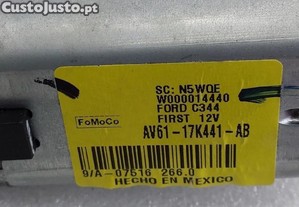 CustoJusto.pt
SC: N5WQE
W000014440
FORD C344
FIRST 12V
FoMoCo
AV61-17K441-AB
9/A-07516 266.0
HECHO EN MEXICO